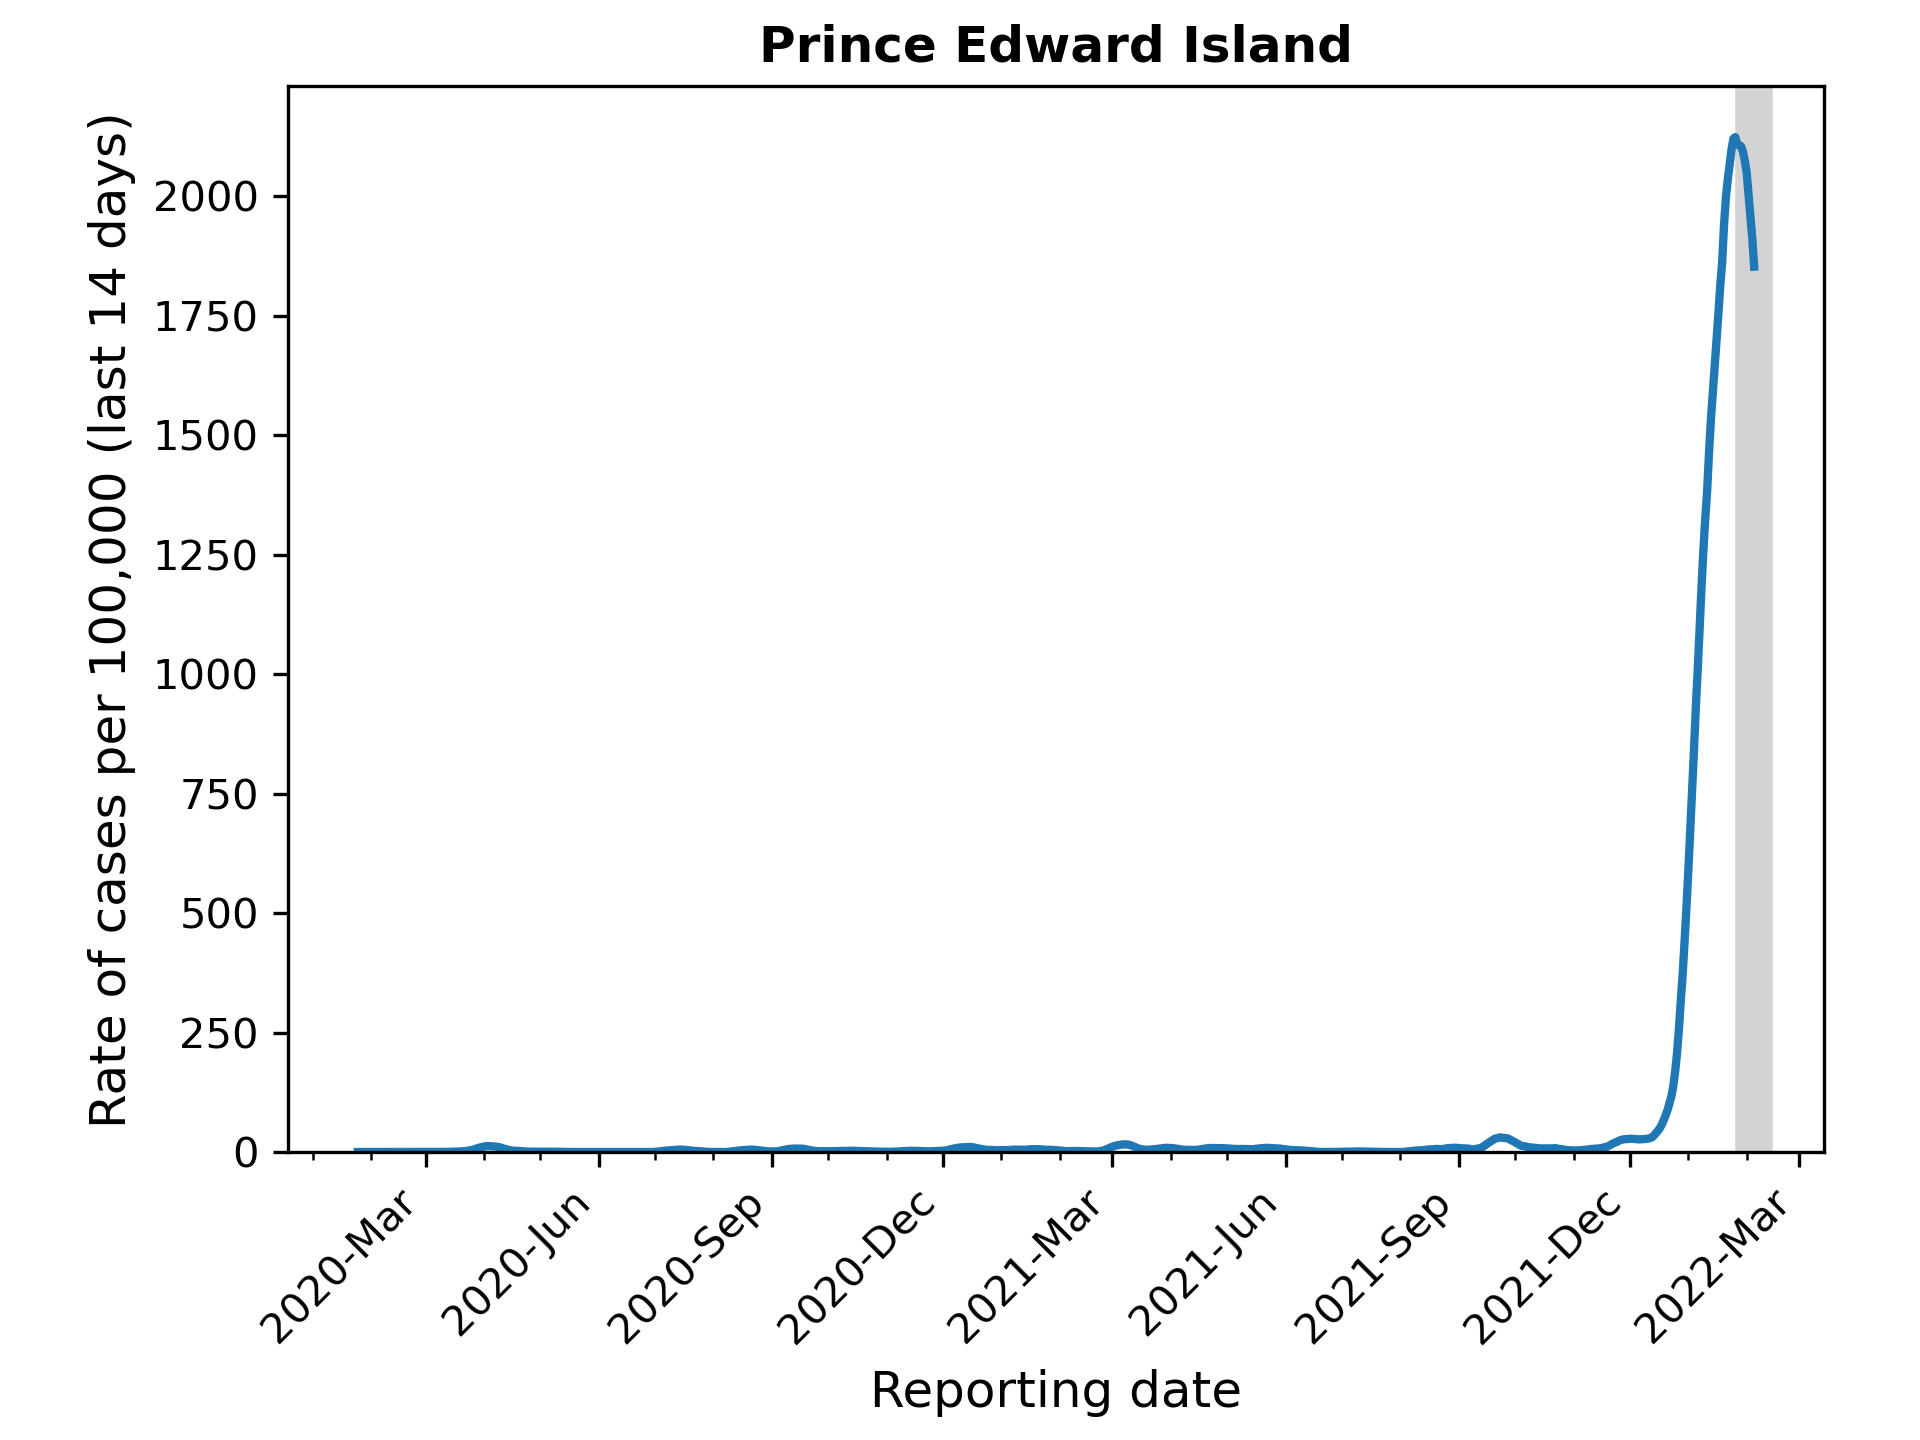 Prince Edward Island
Rate of cases per 100,000 (last 14 days)
2000
1750
1500
1250
1000
750
500
250
0
2020-Mar
2020-Jun
2020-Sep
2020-Dec
2021-Mar
2021-Jun
2021-Sep
2021-Dec
2022-Mar
Reporting date